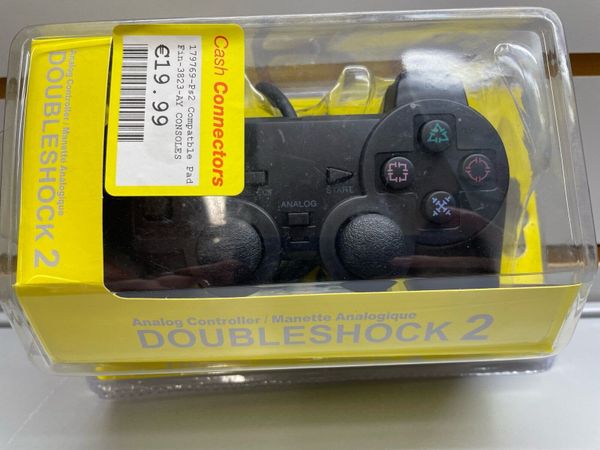 Cash Connectors
179769-Ps2 Compatble Pad
Fin-3823-AY CONSOLES
€19.99
Analog Controller / Manette Analogique
DOUBLESHOCK 2
START
ANALOG
Analog Controller / Manette Analogique
DOUBLESHOCK 2